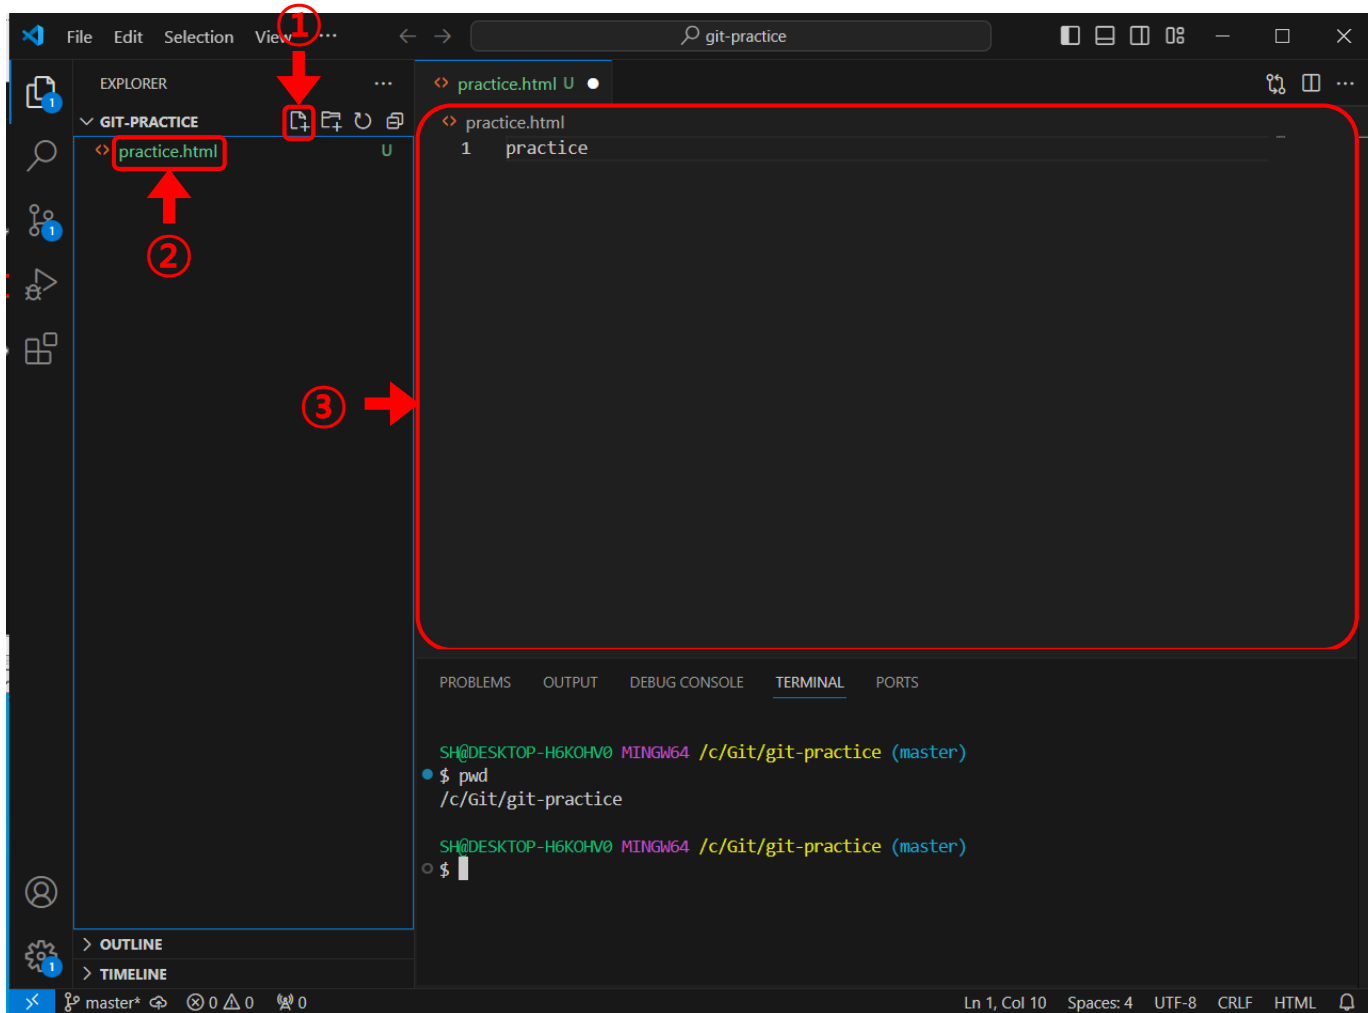 ①
File Edit Selection View ··· git-practice
EXPLORER ···
practice.html U
GIT-PRACTICE
practice.html U
②
③
practice.html
1 practice
PROBLEMS OUTPUT DEBUG CONSOLE TERMINAL PORTS
SH@DESKTOP-H6KOHV0 MINGW64 /c/Git/git-practice (master)
$ pwd
/c/Git/git-practice
SH@DESKTOP-H6KOHV0 MINGW64 /c/Git/git-practice (master)
$
OUTLINE
TIMELINE
1
1
1
master* 0 0 0 Ln 1, Col 10 Spaces: 4 UTF-8 CRLF HTML